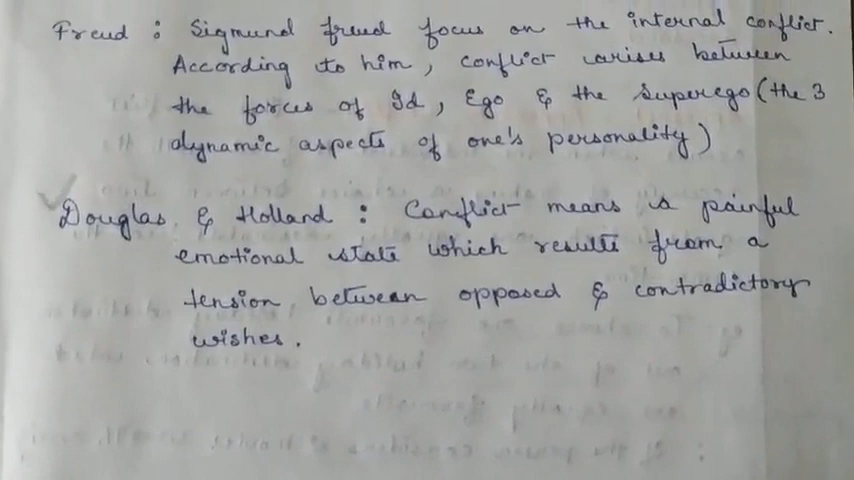 Freud : Sigmund freud focus on the internal conflict.
According to him, conflict arises between
the forces of Id, Ego & the superego (the 3
dynamic aspects of one's personality)
Douglas & Holland : Conflict means a painful
emotional state which results from a
tension between opposed & contradictory
wishes.